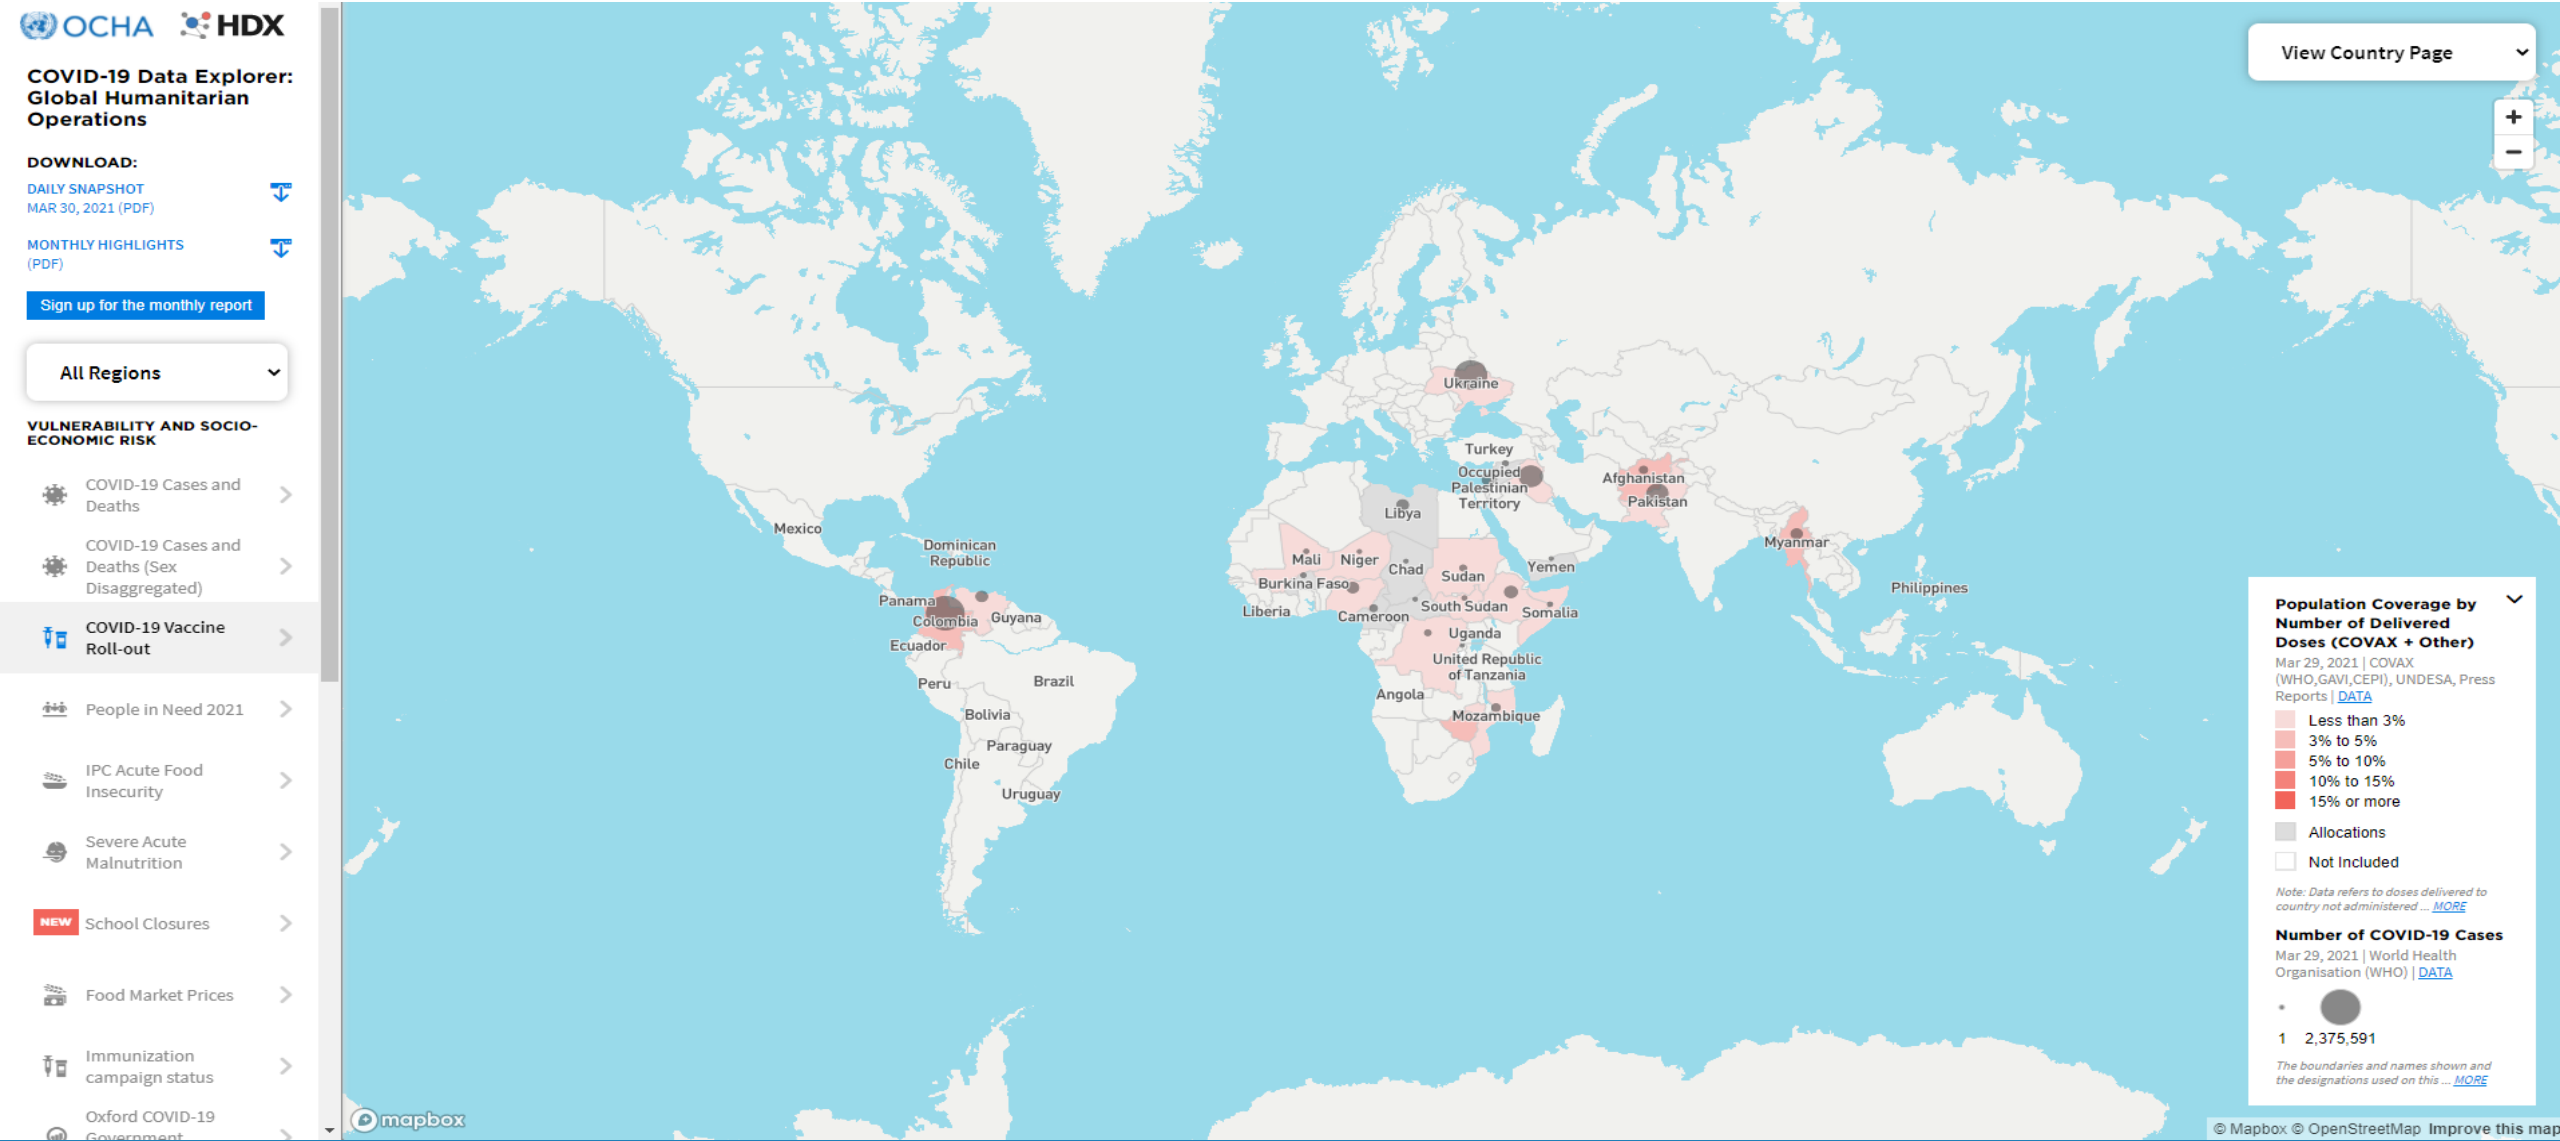 OCHA HDX
COVID-19 Data Explorer:
Global Humanitarian
Operations
DOWNLOAD:
DAILY SNAPSHOT
MAR 30, 2021 (PDF)
MONTHLY HIGHLIGHTS
(PDF)
Sign up for the monthly report
All Regions
VULNERABILITY AND SOCIO-
ECONOMIC RISK
COVID-19 Cases and
Deaths
COVID-19 Cases and
Deaths (Sex
Disaggregated)
COVID-19 Vaccine
Roll-out
People in Need 2021
IPC Acute Food
Insecurity
Severe Acute
Malnutrition
NEW School Closures
Food Market Prices
Immunization
campaign status
Oxford COVID-19
Government
View Country Page
+
−
Ukraine
Turkey
Occupied
Palestinian
Territory
Afghanistan
Pakistan
Libya
Mexico
Myanmar
Dominican
Republic
Mali
Niger
Chad
Sudan
Yemen
Burkina Faso
Philippines
Panama
Liberia
Cameroon
South Sudan
Somalia
Colombia
Guyana
Ecuador
Uganda
United Republic
of Tanzania
Peru
Brazil
Angola
Bolivia
Mozambique
Paraguay
Chile
Uruguay
Population Coverage by
Number of Delivered
Doses (COVAX + Other)
Mar 29, 2021 | COVAX
(WHO,GAVI,CEPI), UNDESA, Press
Reports | DATA
Less than 3%
3% to 5%
5% to 10%
10% to 15%
15% or more
Allocations
Not Included
Note: Data refers to doses delivered to
country not administered ... MORE
Number of COVID-19 Cases
Mar 29, 2021 | World Health
Organisation (WHO) | DATA
1 2,375,591
The boundaries and names shown and
the designations used on this ... MORE
mapbox
© Mapbox © OpenStreetMap Improve this map